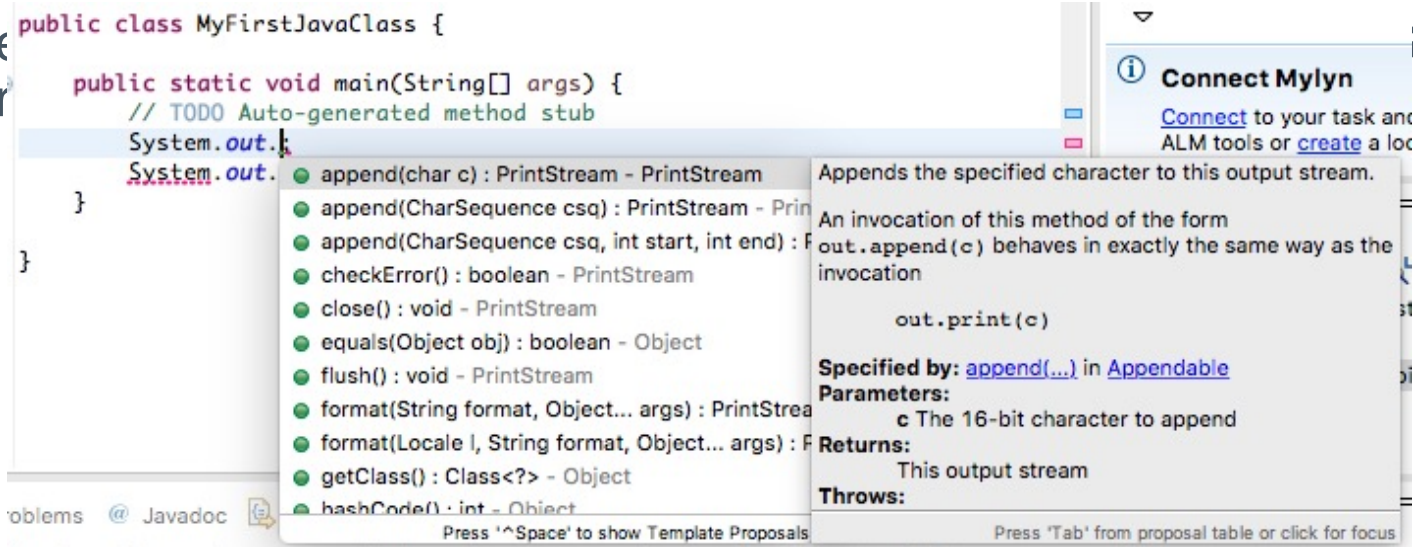 public class MyFirstJavaClass {
public static void main(String[] args) {
// TODO Auto-generated method stub
System.out.;
System.out.
}
}
append(char c) : PrintStream - PrintStream
append(CharSequence csq) : PrintStream - Prin
append(CharSequence csq, int start, int end) : P
checkError() : boolean - PrintStream
close() : void - PrintStream
equals(Object obj) : boolean - Object
flush() : void - PrintStream
format(String format, Object... args) : PrintStrea
format(Locale l, String format, Object... args) : P
getClass() : Class<?> - Object
hashCode() : int - Object
Press '^Space' to show Template Proposals
Appends the specified character to this output stream.
An invocation of this method of the form
out.append(c) behaves in exactly the same way as the
invocation
out.print(c)
Specified by: append(...) in Appendable
Parameters:
c The 16-bit character to append
Returns:
This output stream
Throws:
Press 'Tab' from proposal table or click for focus
Connect Mylyn
Connect to your task and
ALM tools or create a loc
oblems @ Javadoc